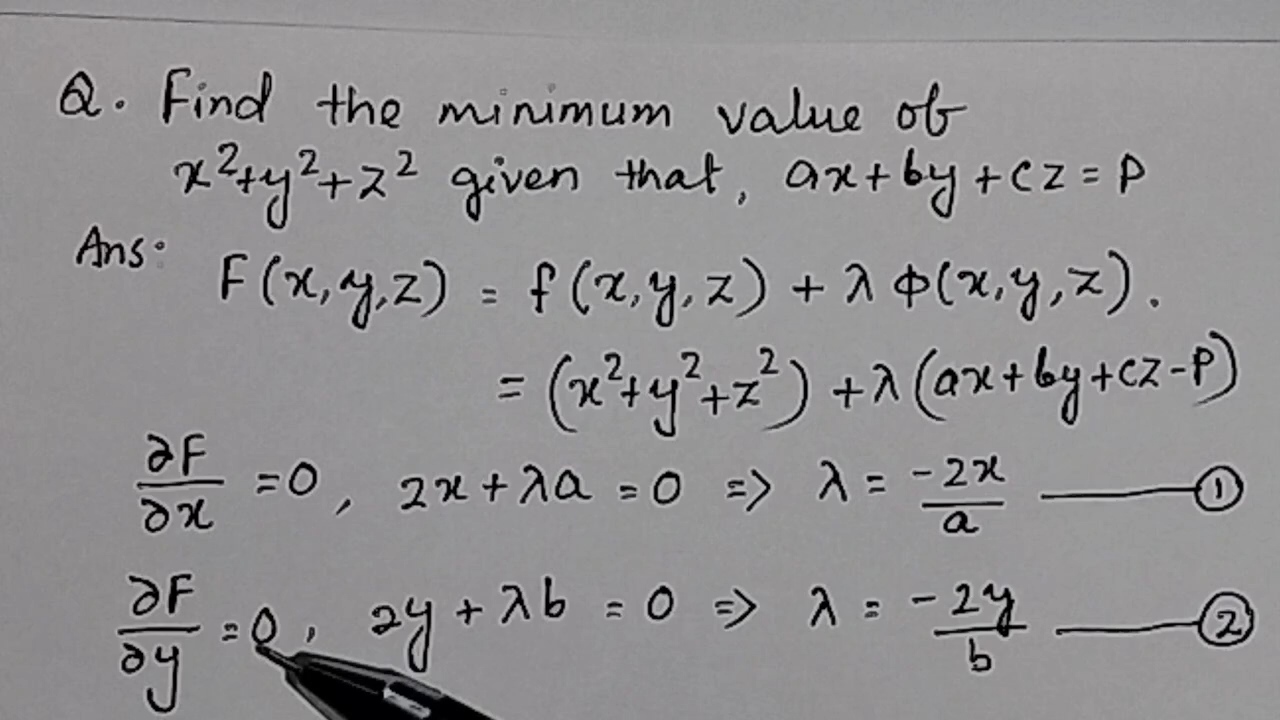 Q. Find the minimum value of
x²+y²+z² given that, ax+by+cz=P
Ans:
F(x,y,z) = f(x,y,z) + λ φ(x,y,z).
= (x²+y²+z²) + λ(ax+by+cz-P)
∂F/∂x =0, 2x+λa =0 => λ = -2x/a —— ①
∂F/∂y =0, 2y+λb =0 => λ = -2y/b —— ②